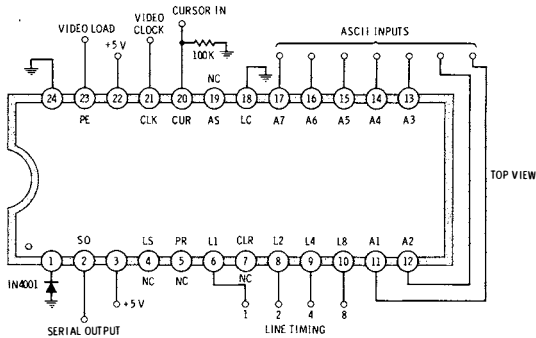 CURSOR IN
VIDEO LOAD
VIDEO CLOCK
+5 V
100K
ASCII INPUTS
NC
24 23 22 21 20 19 18 17 16 15 14 13
PE CLK CUR AS LC A7 A6 A5 A4 A3
TOP VIEW
SO LS PR L1 CLR L2 L4 L8 A1 A2
1 2 3 4 5 6 7 8 9 10 11 12
NC NC NC
1N4001
+5 V
1 2 4 8
SERIAL OUTPUT
LINE TIMING